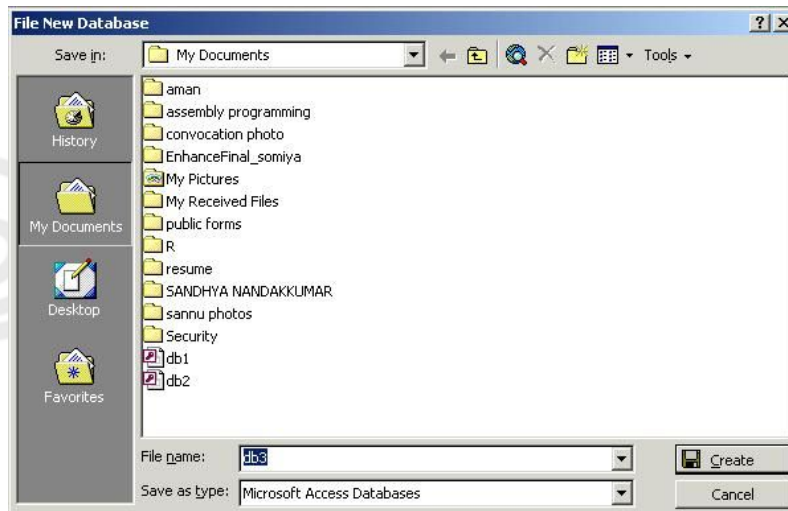 File New Database
Save in:
My Documents
Tools
History
My Documents
Desktop
Favorites
aman
assembly programming
convocation photo
EnhanceFinal_somiya
My Pictures
My Received Files
public forms
R
resume
SANDHYA NANDAKKUMAR
sannu photos
Security
db1
db2
File name:
db3
Create
Save as type:
Microsoft Access Databases
Cancel